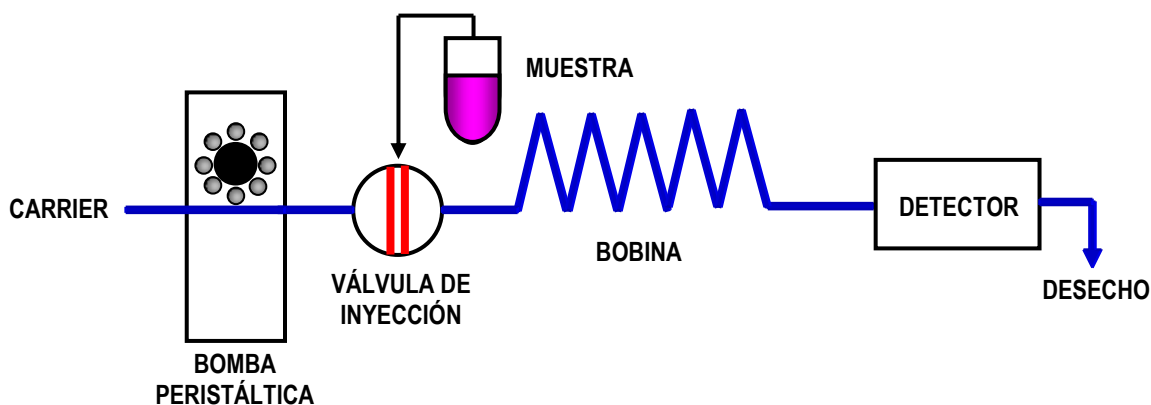 MUESTRA
CARRIER
DETECTOR
BOBINA
VÁLVULA DE
INYECCIÓN
DESECHO
BOMBA
PERISTÁLTICA